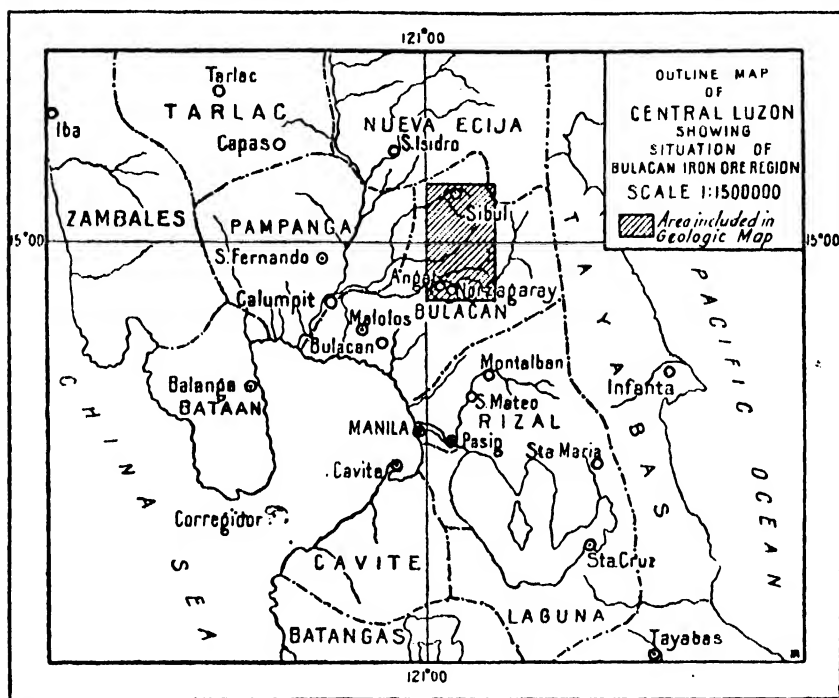 121°00
Tarlac
TARLAC
Iba
Capas
NUEVA ECIJA
S.Isidro
OUTLINE MAP
OF
CENTRAL LUZON
SHOWING
SITUATION OF
BULACAN IRON ORE REGION
SCALE 1:1500000
Area included in
Geologic Map
ZAMBALES
PAMPANGA
Sibul
15°00
15°00
S.Fernando
Angat
Norzagaray
Calumpit
BULACAN
Malolos
Bulacan
TAYABAS
PACIFIC OCEAN
Montalban
Infanta
Balanga
BATAAN
S.Mateo
RIZAL
MANILA
Pasig
Sta Maria
Cavite
CHINA SEA
Corregidor
CAVITE
Sta.Cruz
LAGUNA
BATANGAS
Tayabas
121°00